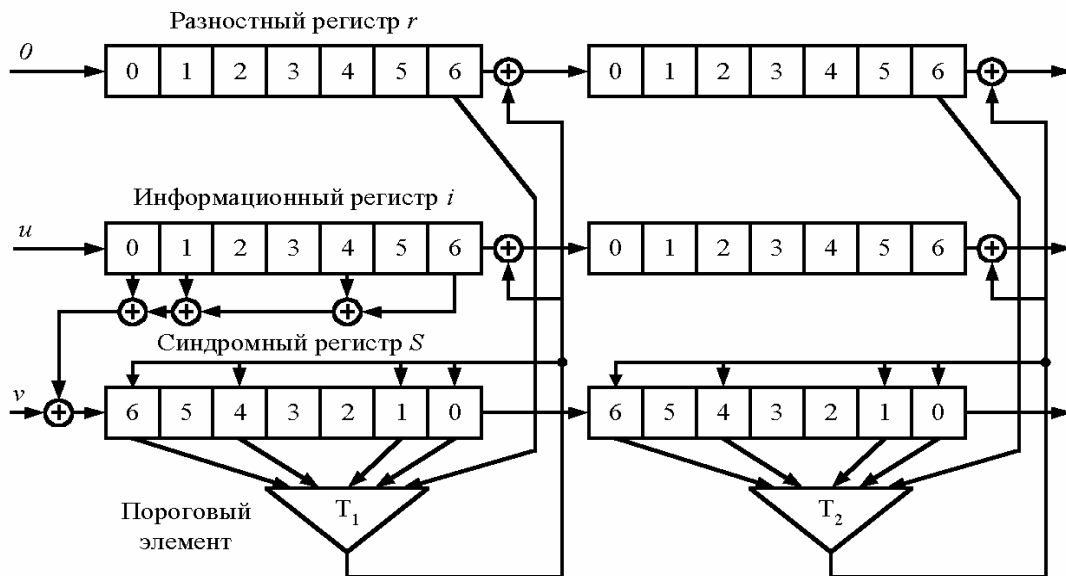 Разностный регистр r
0
0 1 2 3 4 5 6
0 1 2 3 4 5 6
Информационный регистр i
u
0 1 2 3 4 5 6
0 1 2 3 4 5 6
Синдромный регистр S
v
6 5 4 3 2 1 0
6 5 4 3 2 1 0
T1
T2
Пороговый
элемент